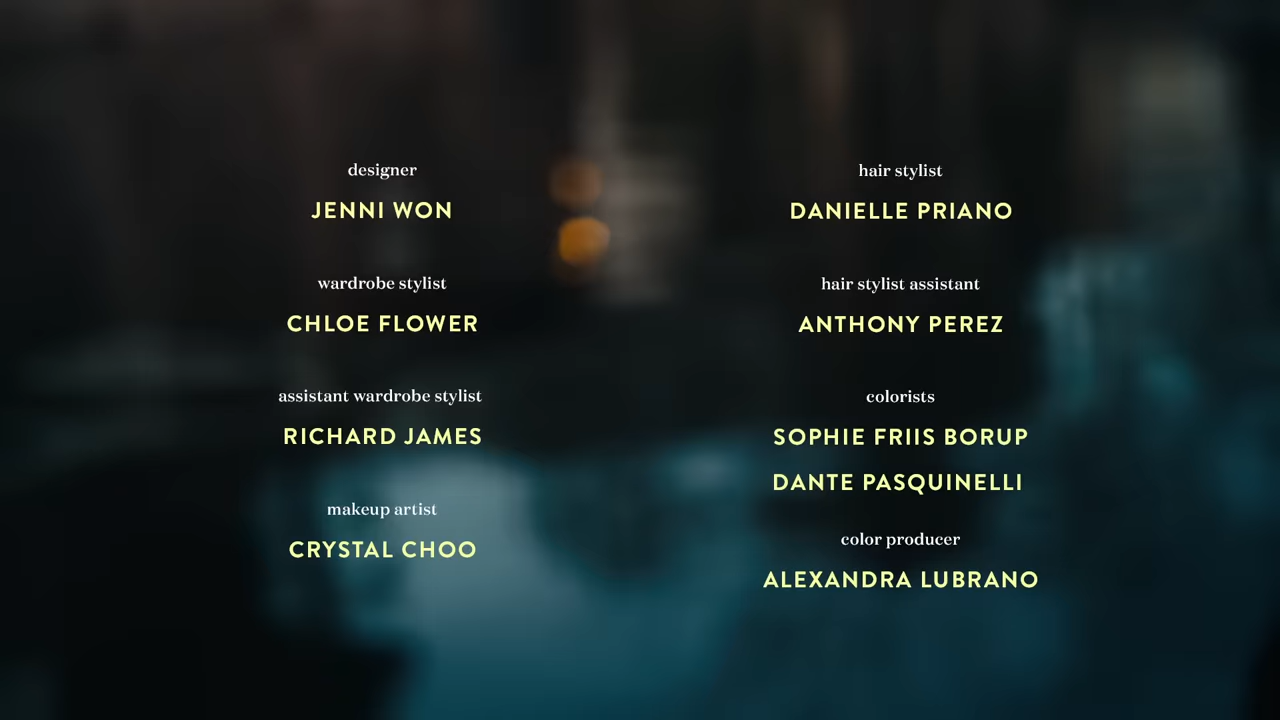 designer
JENNI WON
wardrobe stylist
CHLOE FLOWER
assistant wardrobe stylist
RICHARD JAMES
makeup artist
CRYSTAL CHOO
hair stylist
DANIELLE PRIANO
hair stylist assistant
ANTHONY PEREZ
colorists
SOPHIE FRIIS BORUP
DANTE PASQUINELLI
color producer
ALEXANDRA LUBRANO